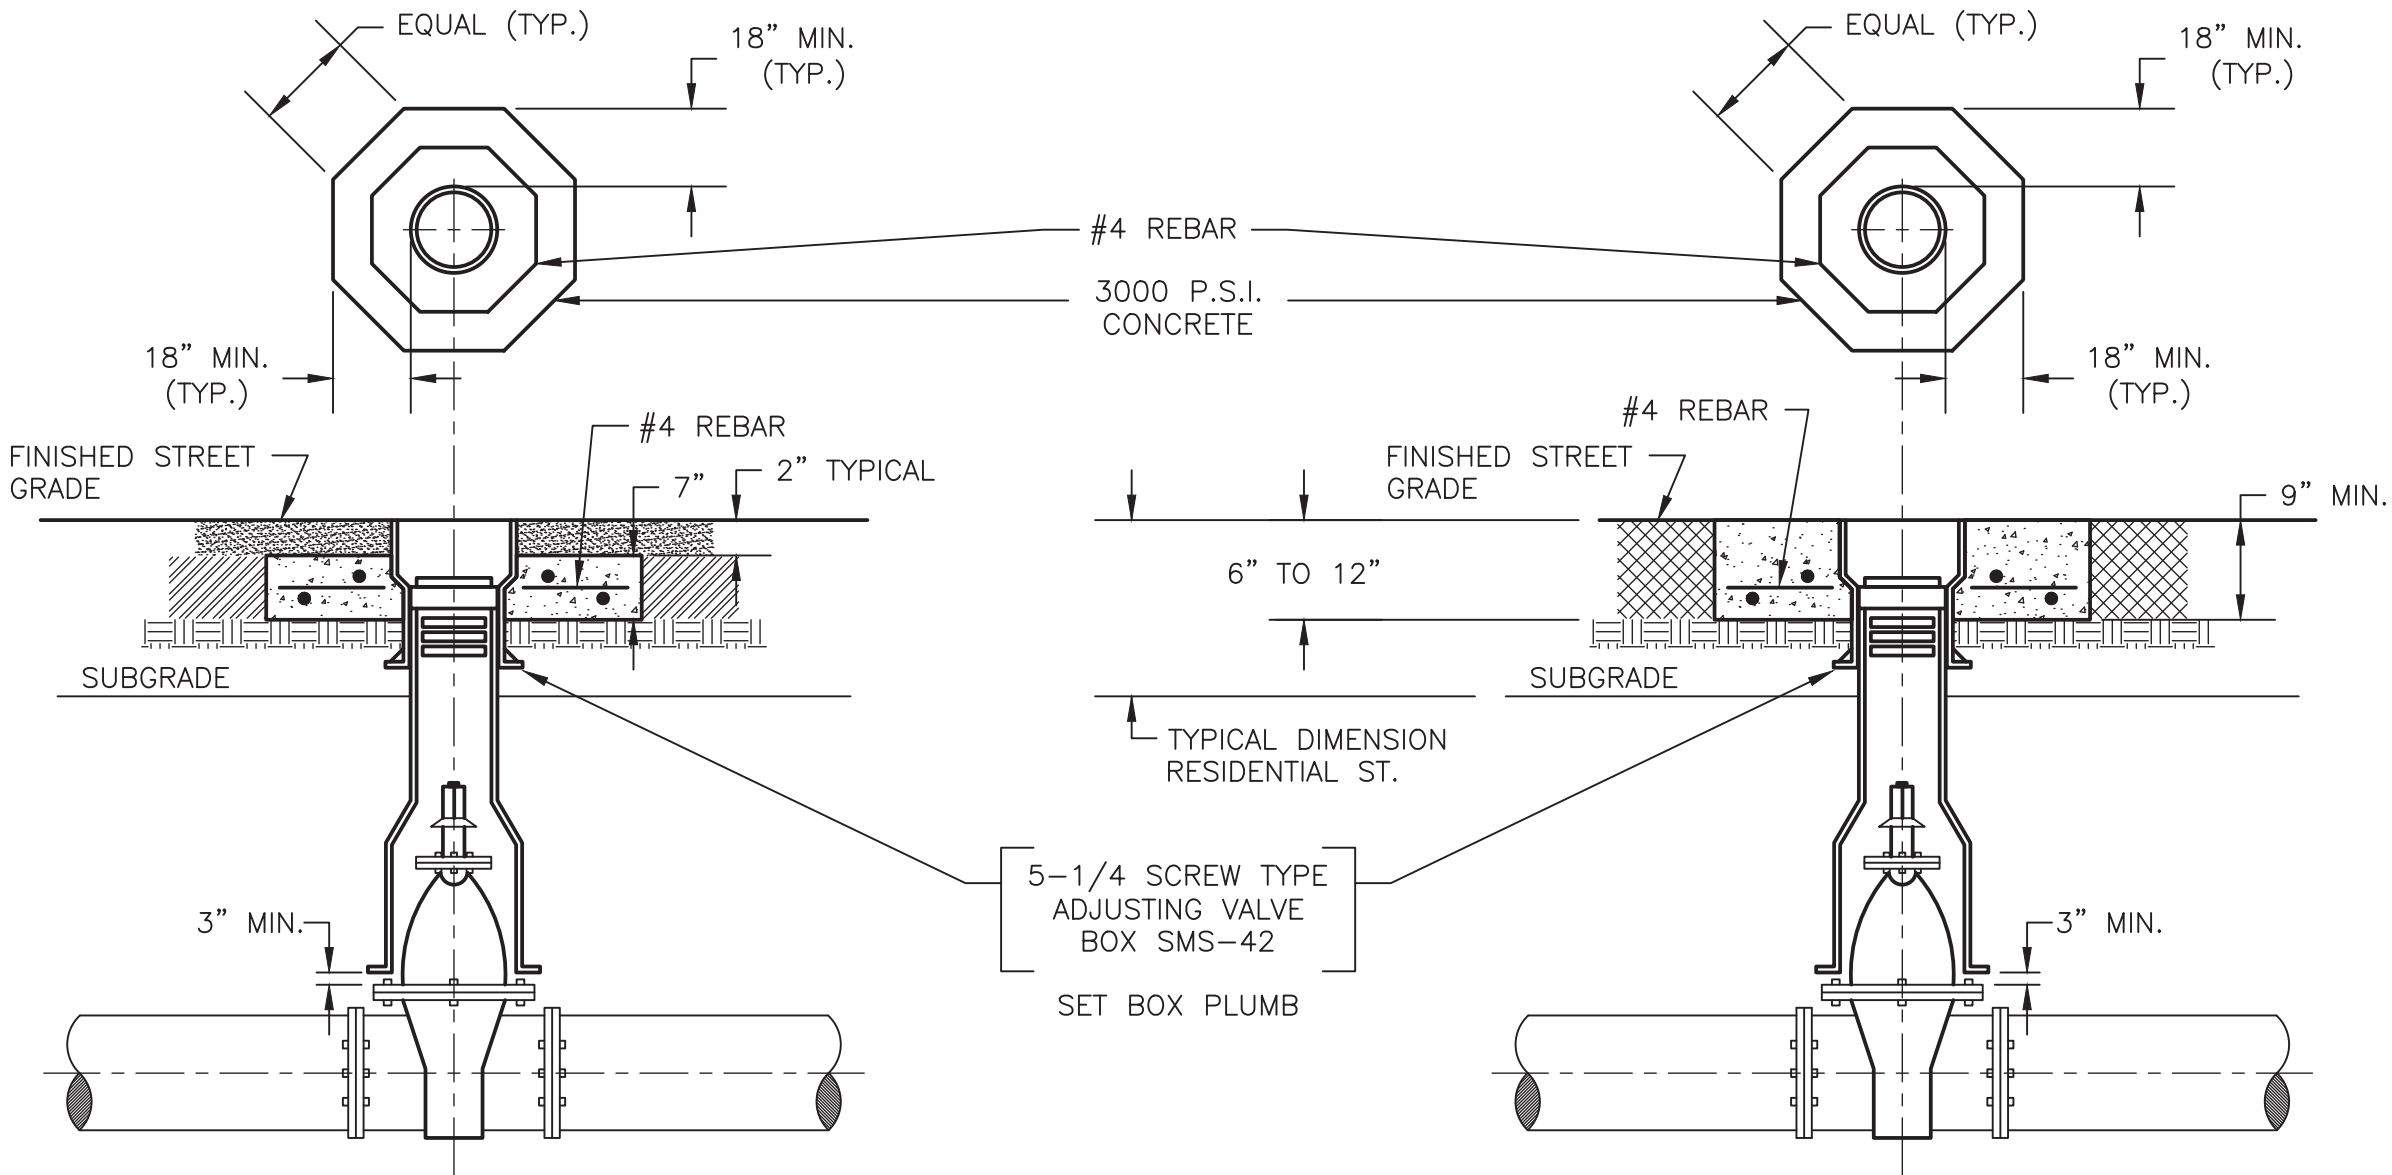 EQUAL (TYP.)
18” MIN.
(TYP.)
EQUAL (TYP.)
18” MIN.
(TYP.)
#4 REBAR
3000 P.S.I.
CONCRETE
18” MIN.
(TYP.)
18” MIN.
(TYP.)
#4 REBAR
#4 REBAR
FINISHED STREET
GRADE
2” TYPICAL
7”
FINISHED STREET
GRADE
9” MIN.
6” TO 12”
SUBGRADE
SUBGRADE
TYPICAL DIMENSION
RESIDENTIAL ST.
5-1/4 SCREW TYPE
ADJUSTING VALVE
BOX SMS-42
3” MIN.
3” MIN.
SET BOX PLUMB